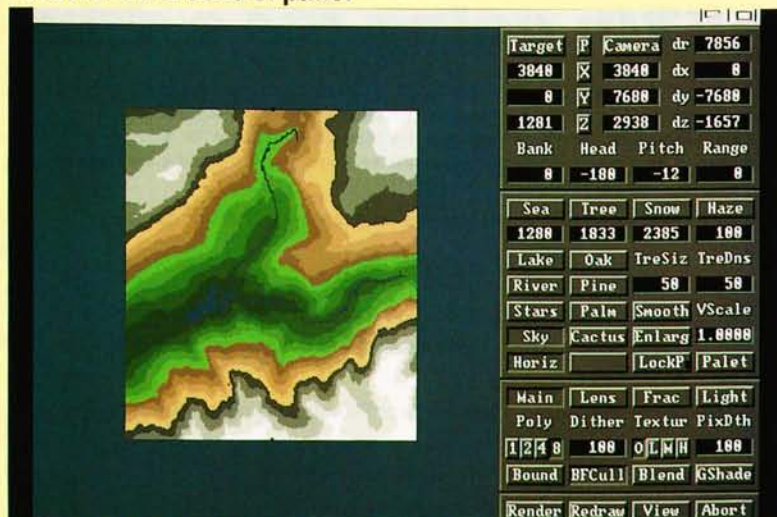 Target P Camera dr 7856
3840 X 3840 dx 0
0 Y 7680 dy -7680
1281 Z 2938 dz -1657
Bank Head Pitch Range
0 -180 -12 0
Sea Tree Snow Haze
1280 1833 2385 100
Lake Oak TreSiz TreDns
River Pine 50 50
Stars Palm Smooth VScale
Sky Cactus Enlarg 1.0000
Horiz LockP Palet
Main Lens Frac Light
Poly Dither Textur PixDth
1 2 4 8 100 O L M H 100
Bound BFCull Blend GShade
Render Redraw View Abort